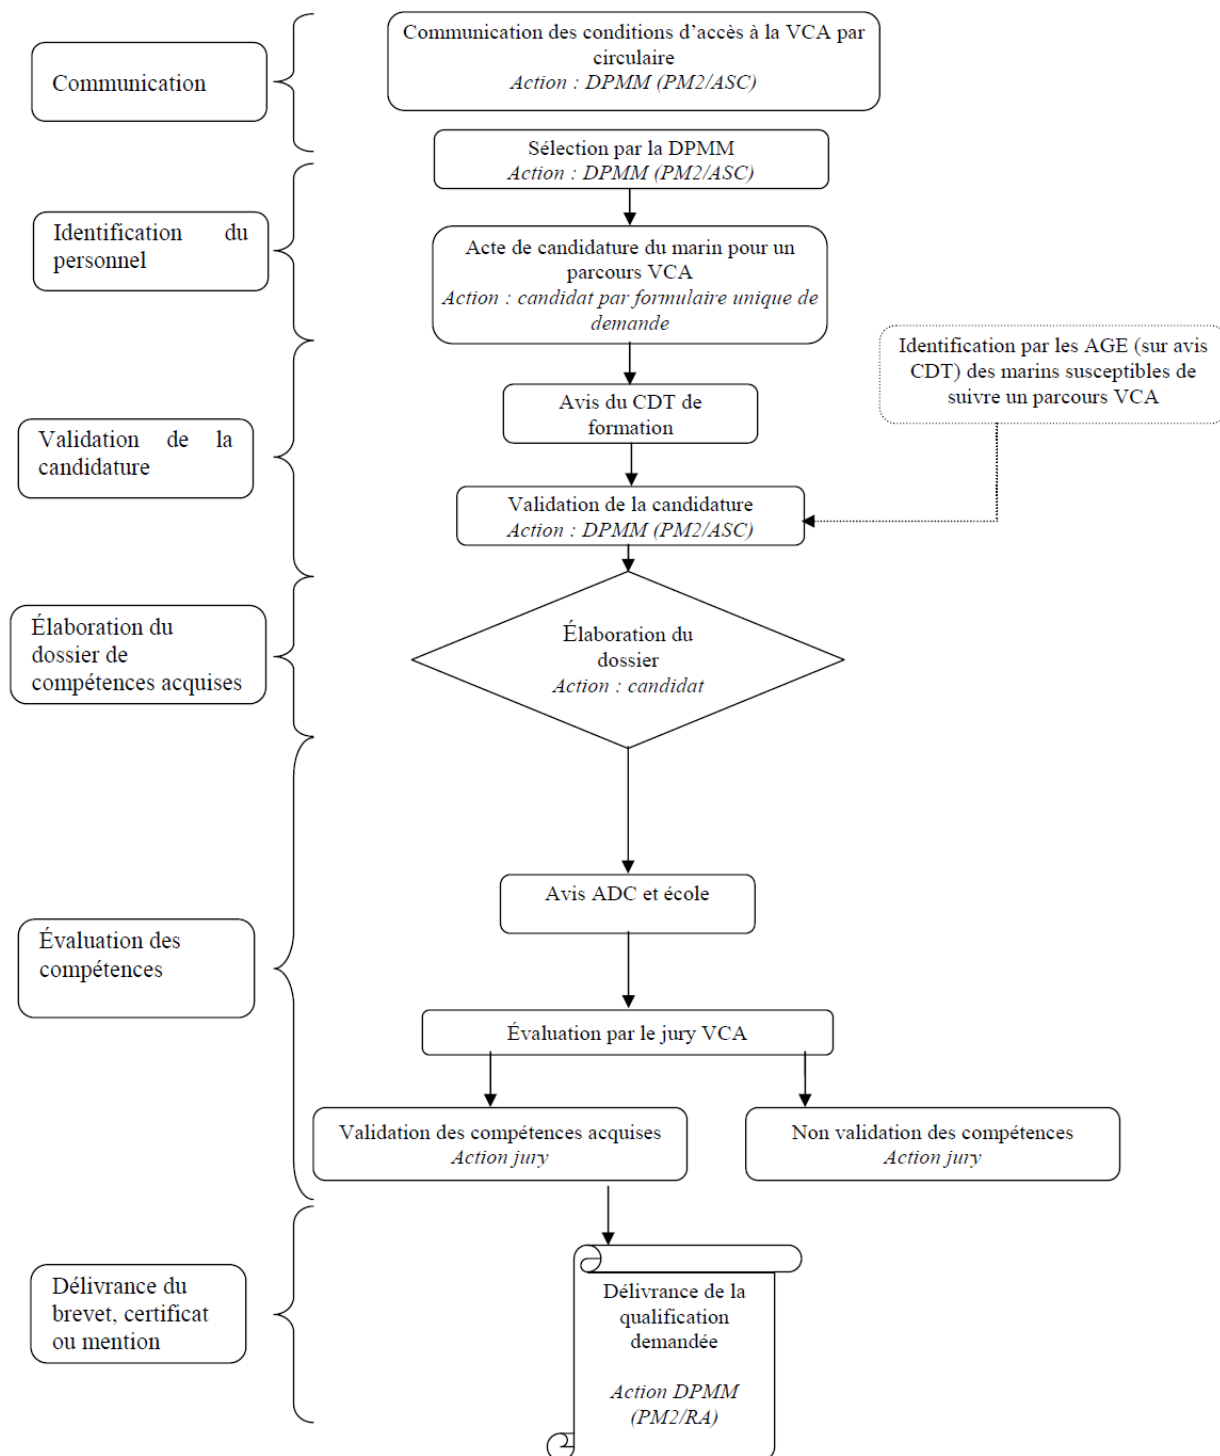 Communication des conditions d'accès à la VCA par
circulaire
Action : DPMM (PM2/ASC)
Communication
Sélection par la DPMM
Action : DPMM (PM2/ASC)
Identification du
personnel
Acte de candidature du marin pour un
parcours VCA
Action : candidat par formulaire unique de
demande
Identification par les AGE (sur avis
CDT) des marins susceptibles de
suivre un parcours VCA
Avis du CDT de
formation
Validation de la
candidature
Validation de la candidature
Action : DPMM (PM2/ASC)
Élaboration du
dossier de
compétences acquises
Élaboration du
dossier
Action : candidat
Avis ADC et école
Évaluation des
compétences
Évaluation par le jury VCA
Validation des compétences acquises
Action jury
Non validation des compétences
Action jury
Délivrance du
brevet, certificat
ou mention
Délivrance de la
qualification
demandée
Action DPMM
(PM2/RA)